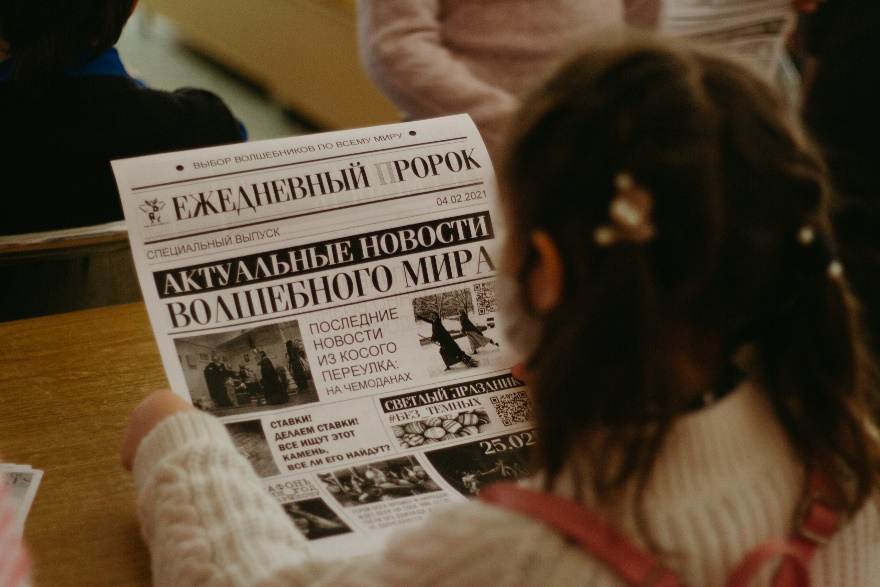 ВЫБОР ВОЛШЕБНИКОВ ПО ВСЕМУ МИРУ
ЕЖЕДНЕВНЫЙ ПРОРОК
04.02.2021
СПЕЦИАЛЬНЫЙ ВЫПУСК
АКТУАЛЬНЫЕ НОВОСТИ
ВОЛШЕБНОГО МИРА
ПОСЛЕДНИЕ
НОВОСТИ
ИЗ КОСОГО
ПЕРЕУЛКА:
НА ЧЕМОДАНАХ
СТАВКИ!
ДЕЛАЕМ СТАВКИ!
ВСЕ ИЩУТ ЭТОТ
КАМЕНЬ,
ВСЕ ЛИ ЕГО НАЙДУТ?
СВЕТЛЫЙ ПРАЗДНИК
#БЕЗ ТЕМНЫХ
25.02